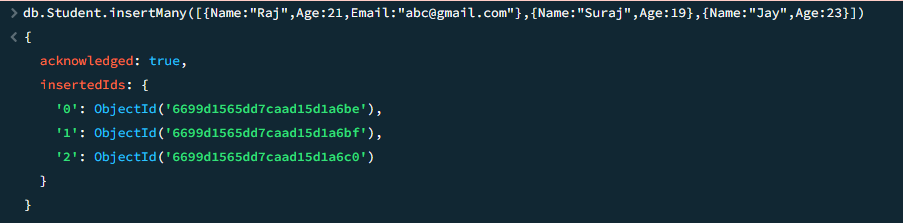 > db.Student.insertMany([{Name:"Raj",Age:21,Email:"abc@gmail.com"},{Name:"Suraj",Age:19},{Name:"Jay",Age:23}])
< {
    acknowledged: true,
    insertedIds: {
      '0': ObjectId('6699d1565dd7caad15d1a6be'),
      '1': ObjectId('6699d1565dd7caad15d1a6bf'),
      '2': ObjectId('6699d1565dd7caad15d1a6c0')
    }
  }